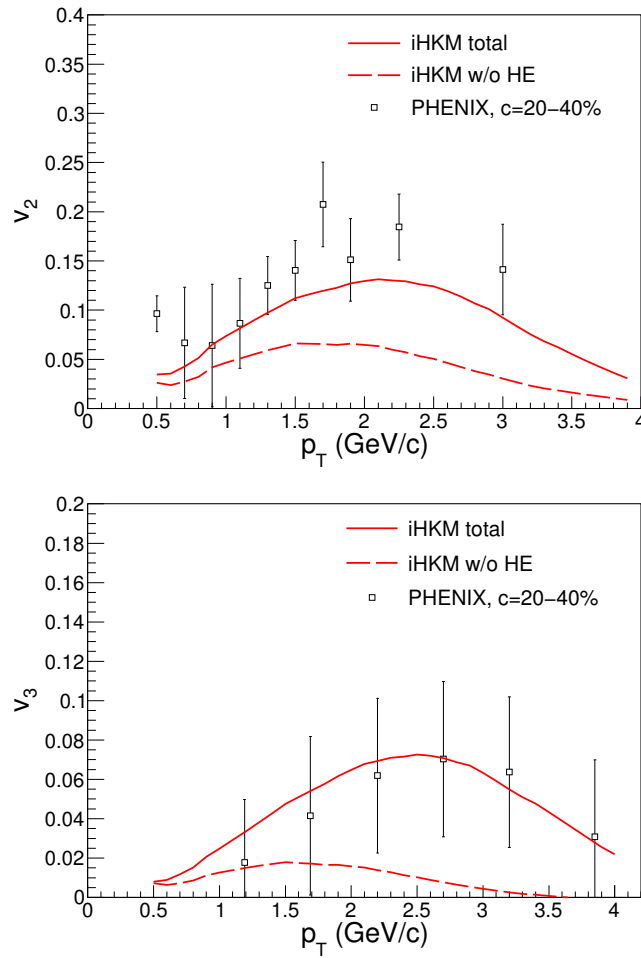 0.4
0.35
0.3
0.25
0.2
0.15
0.1
0.05
0
v2
iHKM total
iHKM w/o HE
PHENIX, c=20−40%
0 0.5 1 1.5 2 2.5 3 3.5 4
pT (GeV/c)
0.2
0.18
0.16
0.14
0.12
0.1
0.08
0.06
0.04
0.02
0
v3
iHKM total
iHKM w/o HE
PHENIX, c=20−40%
0 0.5 1 1.5 2 2.5 3 3.5 4
pT (GeV/c)